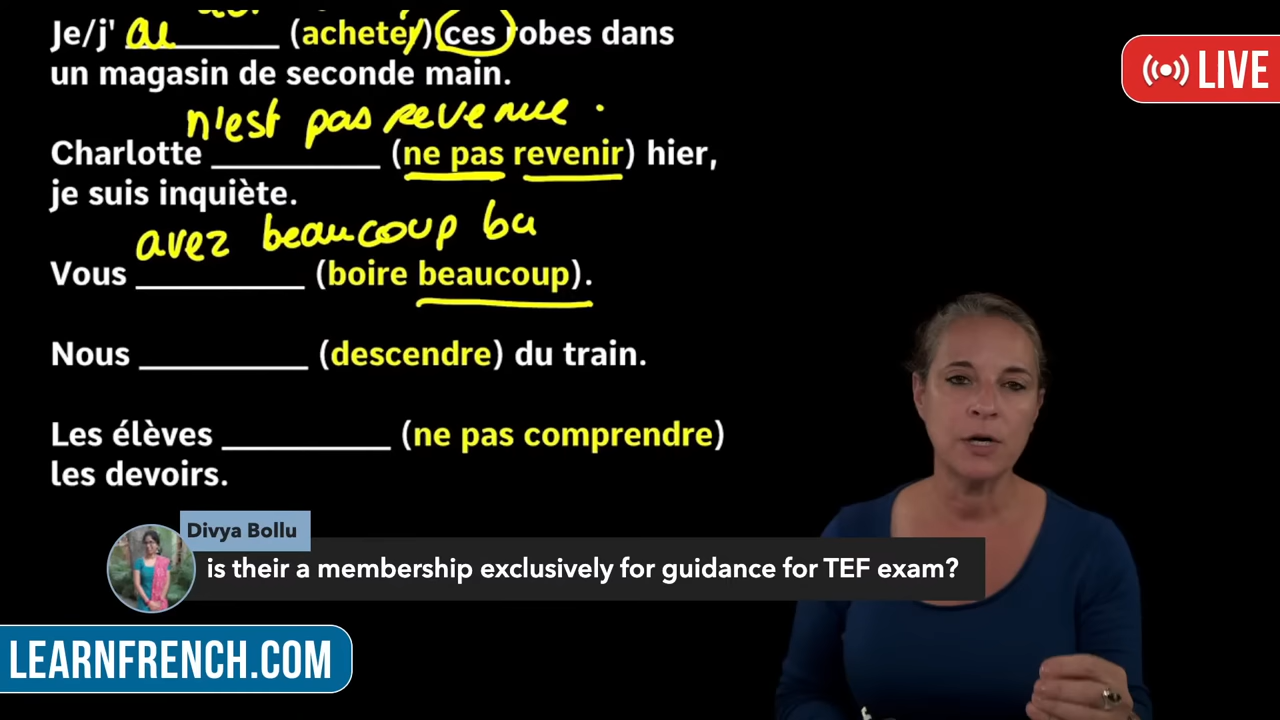 Je/j' ai (acheter) ces robes dans
un magasin de seconde main.
n'est pas revenue.
Charlotte __________ (ne pas revenir) hier,
je suis inquiète.
avez beaucoup bu
Vous __________ (boire beaucoup).
Nous __________ (descendre) du train.
Les élèves __________ (ne pas comprendre)
les devoirs.
Divya Bollu
is their a membership exclusively for guidance for TEF exam?
LEARNFRENCH.COM
LIVE